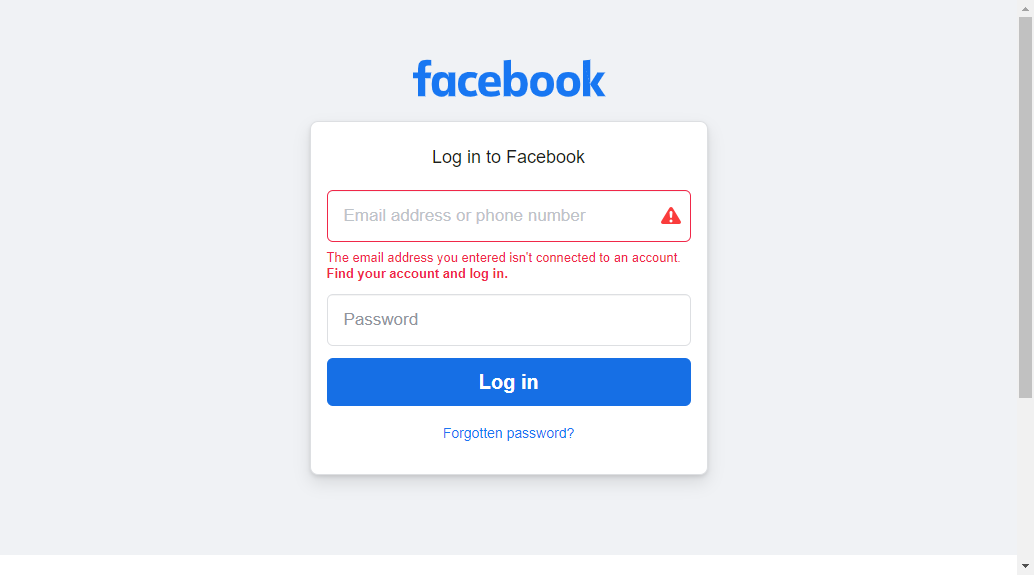 facebook
Log in to Facebook
Email address or phone number
The email address you entered isn't connected to an account.
Find your account and log in.
Password
Log in
Forgotten password?